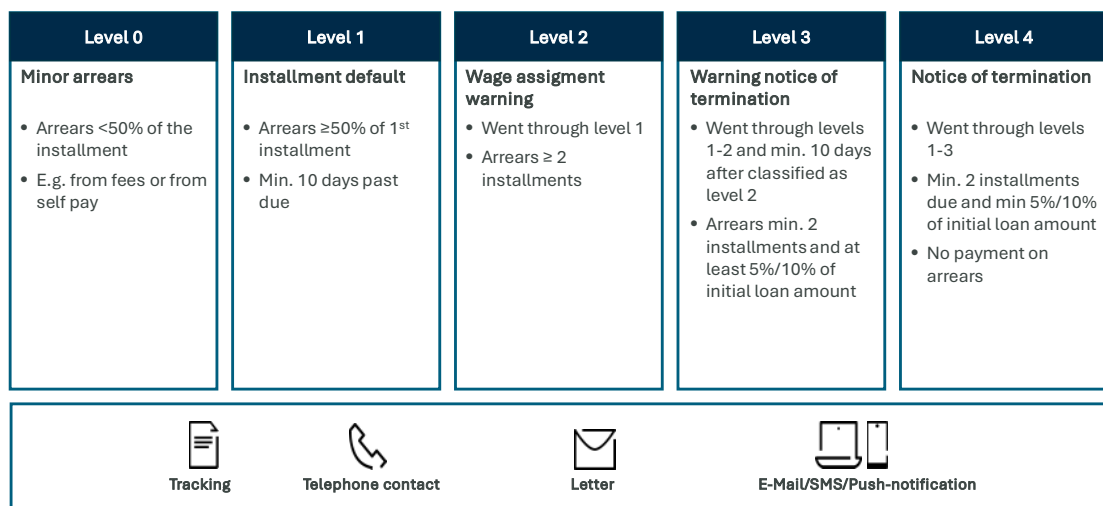 Level 0
Minor arrears
• Arrears <50% of the
installment
• E.g. from fees or from
self pay
Level 1
Installment default
• Arrears ≥50% of 1st
installment
• Min. 10 days past
due
Level 2
Wage assigment
warning
• Went through level 1
• Arrears ≥ 2
installments
Level 3
Warning notice of
termination
• Went through levels
1-2 and min. 10 days
after classified as
level 2
• Arrears min. 2
installments and at
least 5%/10% of
initial loan amount
Level 4
Notice of termination
• Went through levels
1-3
• Min. 2 installments
due and min 5%/10%
of initial loan amount
• No payment on
arrears
Tracking
Telephone contact
Letter
E-Mail/SMS/Push-notification